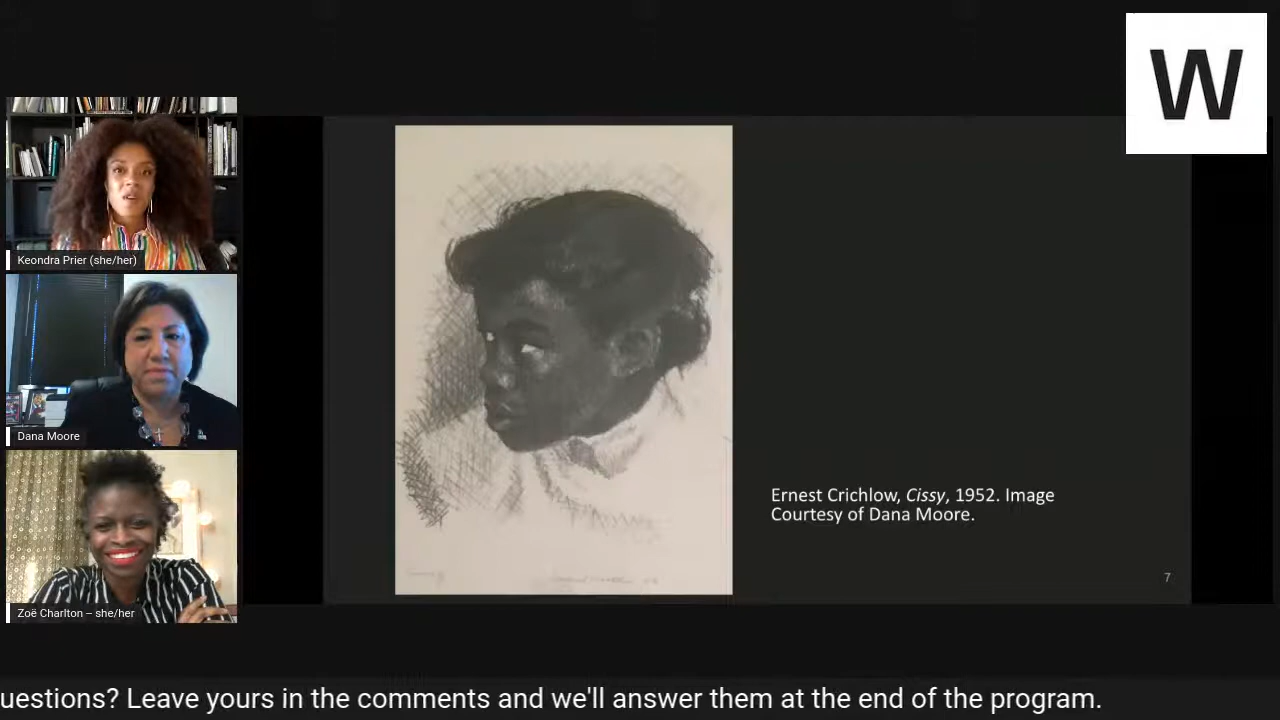 W
Keondra Prier (she/her)
Dana Moore
Zoë Charlton – she/her
Ernest Crichlow, Cissy, 1952. Image
Courtesy of Dana Moore.
7
uestions? Leave yours in the comments and we'll answer them at the end of the program.